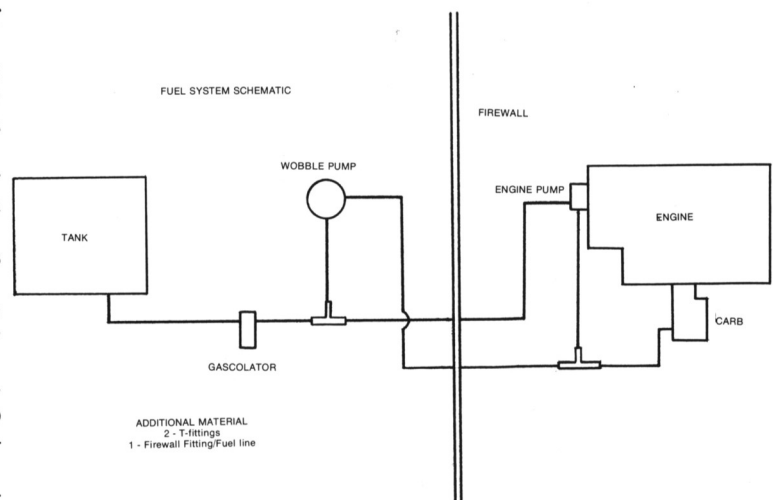 FUEL SYSTEM SCHEMATIC
FIREWALL
WOBBLE PUMP
ENGINE PUMP
ENGINE
TANK
CARB
GASCOLATOR
ADDITIONAL MATERIAL
2 - T-fittings
1 - Firewall Fitting/Fuel line